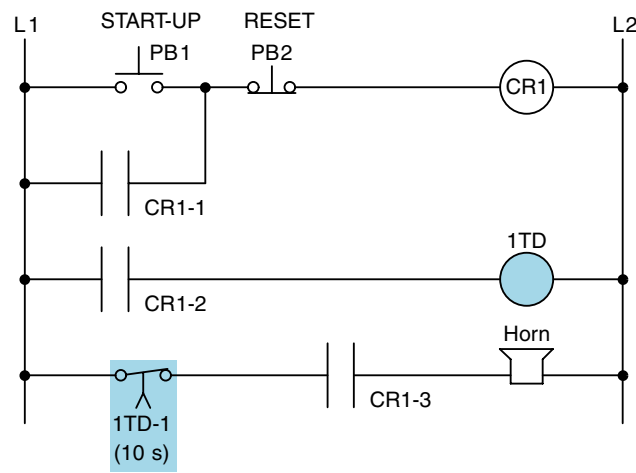 START-UP RESET
L1 L2
PB1 PB2
CR1
CR1-1
1TD
CR1-2
Horn
CR1-3
1TD-1
(10 s)